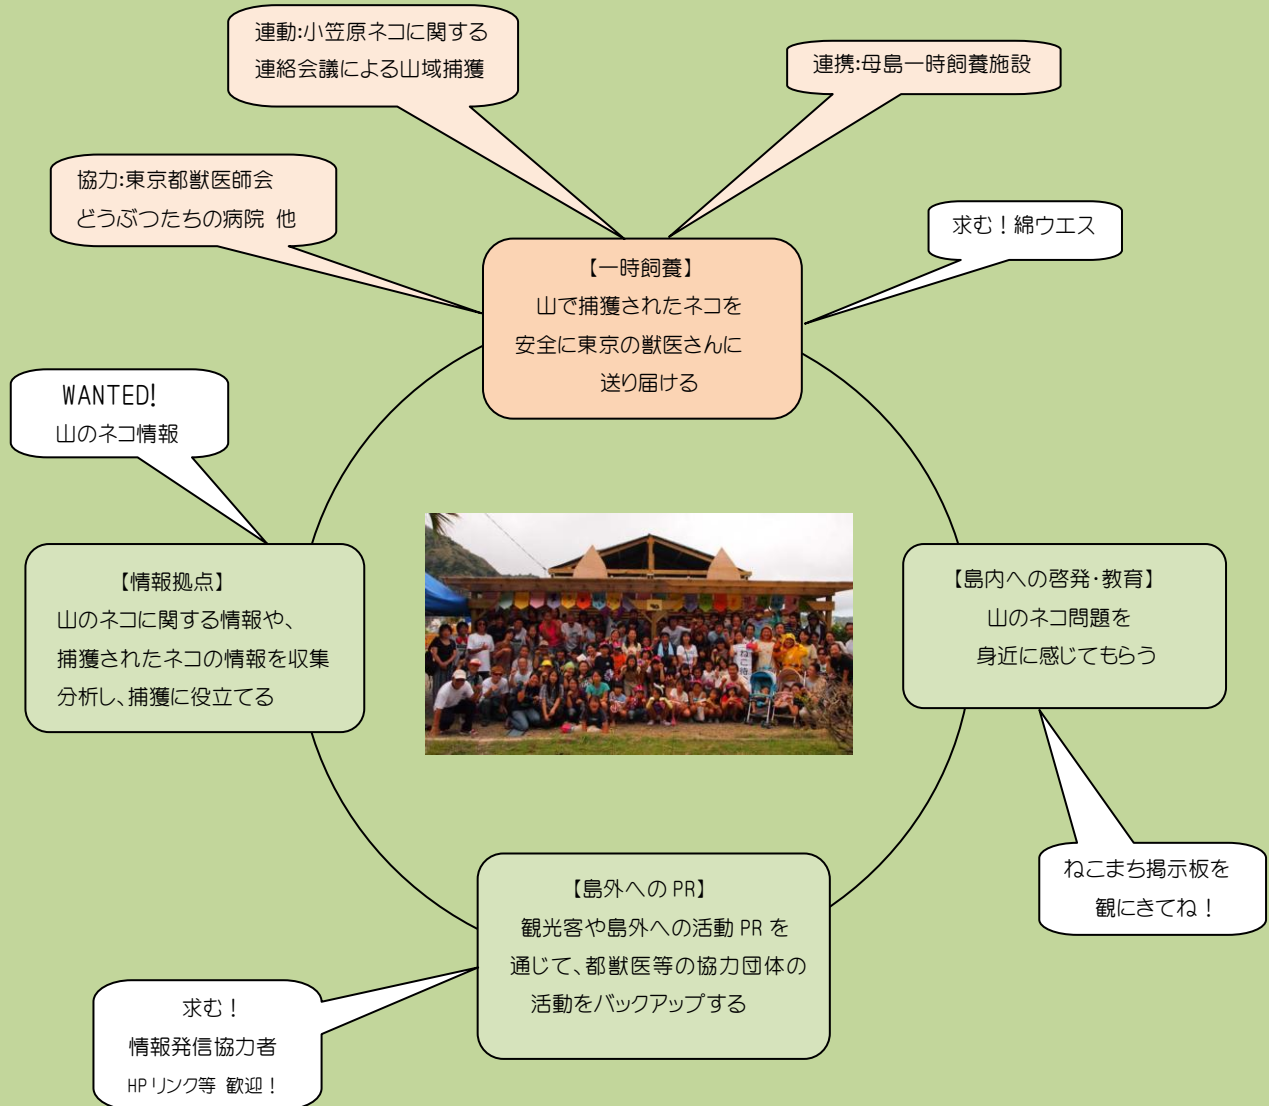 連動:小笠原ネコに関する
連絡会議による山域捕獲
連携:母島一時飼養施設
協力:東京都獣医師会
どうぶつたちの病院 他
求む！綿ウエス
【一時飼養】
山で捕獲されたネコを
安全に東京の獣医さんに
送り届ける
WANTED!
山のネコ情報
【情報拠点】
山のネコに関する情報や、
捕獲されたネコの情報を収集
分析し、捕獲に役立てる
【島内への啓発・教育】
山のネコ問題を
身近に感じてもらう
ねこまち掲示板を
観にきてね！
【島外への PR】
観光客や島外への活動 PR を
通じて、都獣医等の協力団体の
活動をバックアップする
求む！
情報発信協力者
HPリンク等 歓迎！